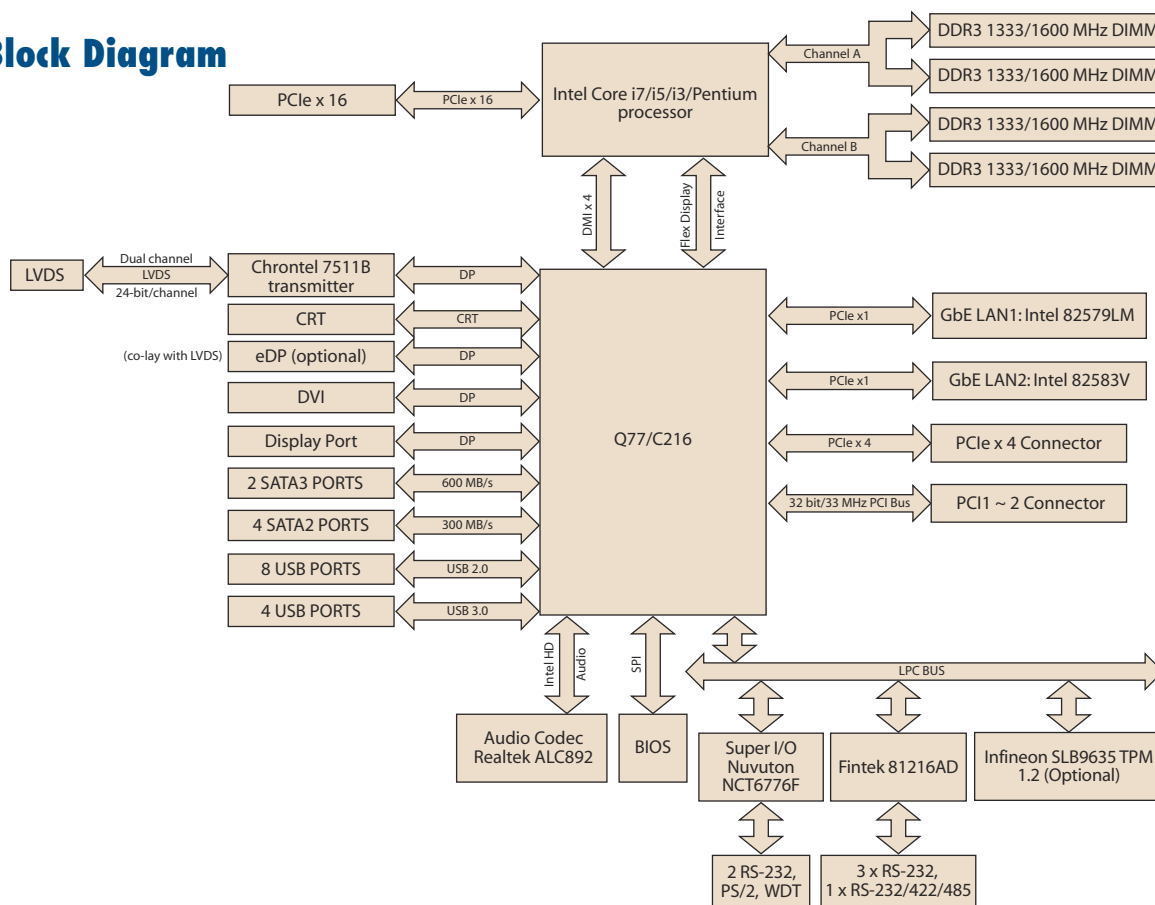 Block Diagram
DDR3 1333/1600 MHz DIMM
Channel A
DDR3 1333/1600 MHz DIMM
PCIe x 16
PCIe x 16
Intel Core i7/i5/i3/Pentium
processor
DDR3 1333/1600 MHz DIMM
Channel B
DDR3 1333/1600 MHz DIMM
DMI x 4
Flex Display
Interface
LVDS
Dual channel
LVDS
24-bit/channel
Chrontel 7511B
transmitter
DP
CRT
CRT
(co-lay with LVDS)
eDP (optional)
DP
DVI
DP
Display Port
DP
2 SATA3 PORTS
600 MB/s
4 SATA2 PORTS
300 MB/s
8 USB PORTS
USB 2.0
4 USB PORTS
USB 3.0
Q77/C216
PCIe x1
GbE LAN1: Intel 82579LM
PCIe x1
GbE LAN2: Intel 82583V
PCIe x 4
PCIe x 4 Connector
32 bit/33 MHz PCI Bus
PCI1 ~ 2 Connector
Intel HD
Audio
SPI
LPC BUS
Audio Codec
Realtek ALC892
BIOS
Super I/O
Nuvuton
NCT6776F
Fintek 81216AD
Infineon SLB9635 TPM
1.2 (Optional)
2 RS-232,
PS/2, WDT
3 x RS-232,
1 x RS-232/422/485